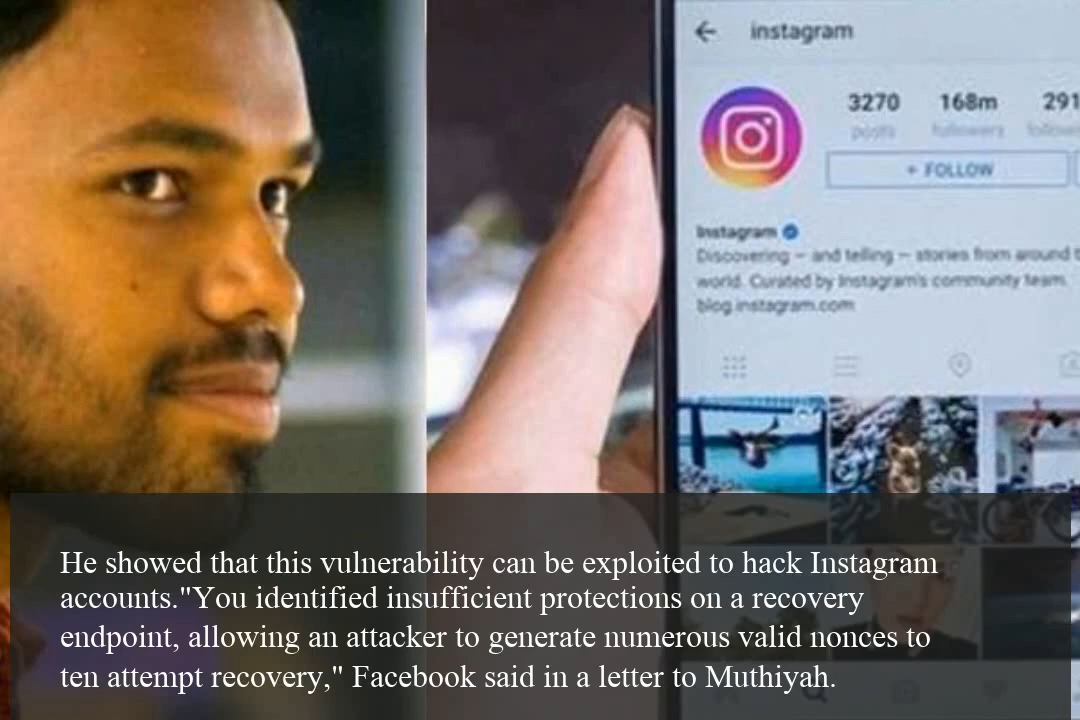 instagram
3270 168m 291
posts followers
+ FOLLOW
Instagram
Discovering — and telling — stories from around
world. Curated by Instagram's community team.
blog.instagram.com
He showed that this vulnerability can be exploited to hack Instagram
accounts."You identified insufficient protections on a recovery
endpoint, allowing an attacker to generate numerous valid nonces to
ten attempt recovery," Facebook said in a letter to Muthiyah.